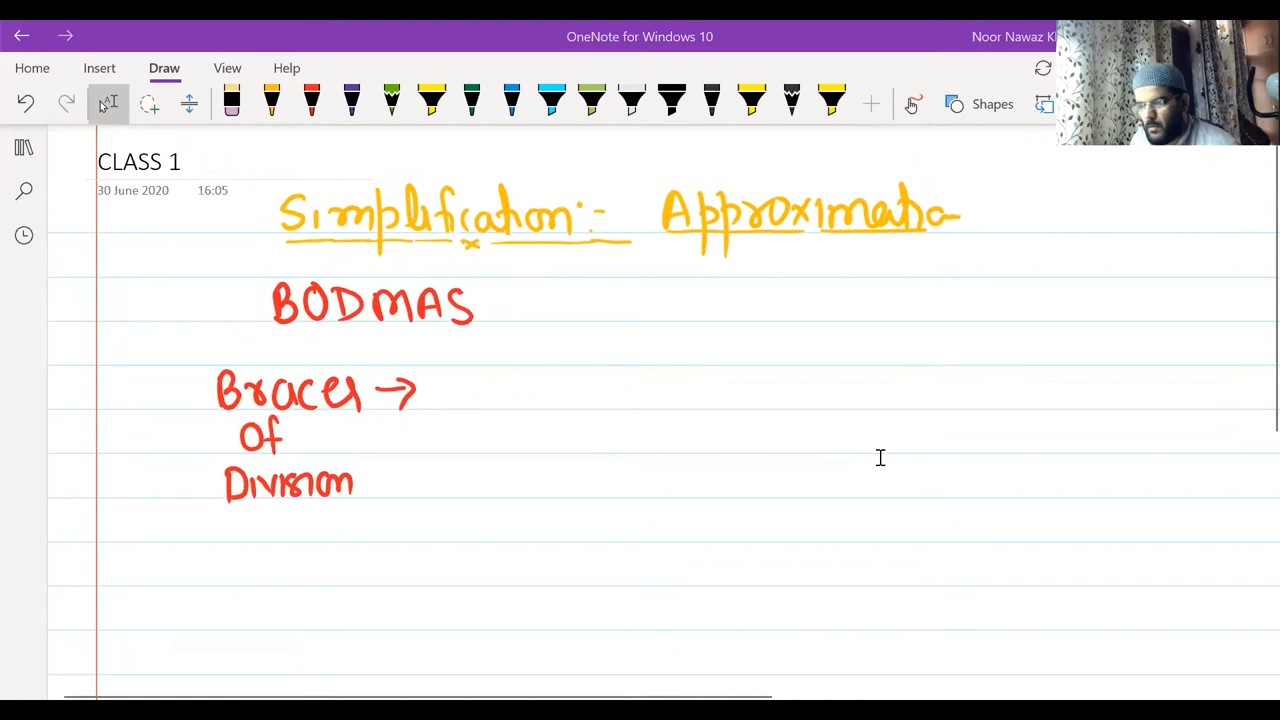 OneNote for Windows 10
Noor Nawaz K
Home Insert Draw View Help
Shapes
CLASS 1
30 June 2020 16:05
Simplification:- Approximatio
BODMAS
Braces →
Of
Division